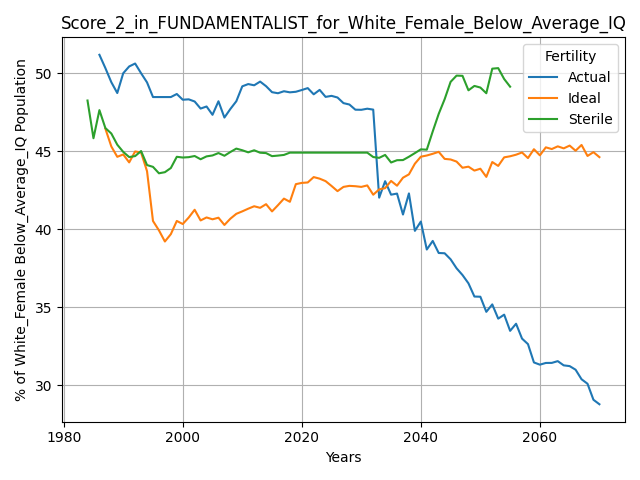 Score_2_in_FUNDAMENTALIST_for_White_Female_Below_Average_IQ
% of White_Female Below_Average_IQ Population
50
45
40
35
30
Fertility
Actual
Ideal
Sterile
1980
2000
2020
2040
2060
Years